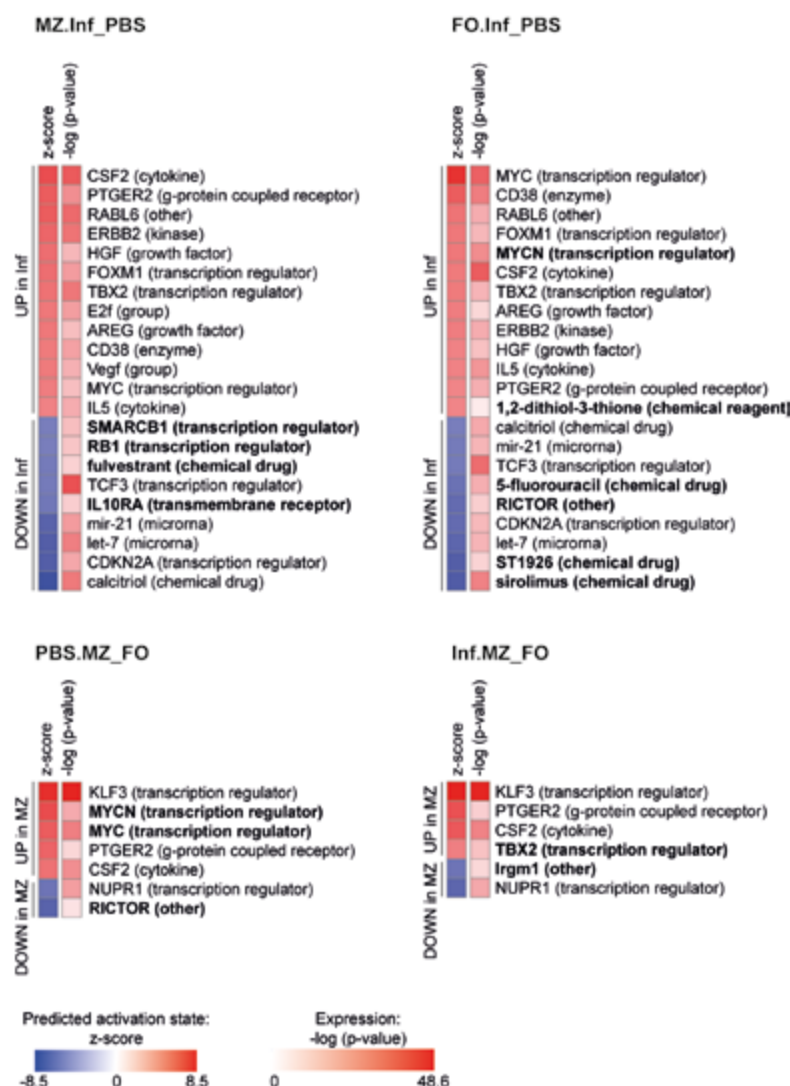 MZ.Inf_PBS
z-score
-log (p-value)
UP in Inf
CSF2 (cytokine)
PTGER2 (g-protein coupled receptor)
RABL6 (other)
ERBB2 (kinase)
HGF (growth factor)
FOXM1 (transcription regulator)
TBX2 (transcription regulator)
E2f (group)
AREG (growth factor)
CD38 (enzyme)
Vegf (group)
MYC (transcription regulator)
IL5 (cytokine)
DOWN in Inf
SMARCB1 (transcription regulator)
RB1 (transcription regulator)
fulvestrant (chemical drug)
TCF3 (transcription regulator)
IL10RA (transmembrane receptor)
mir-21 (microrna)
let-7 (microrna)
CDKN2A (transcription regulator)
calcitriol (chemical drug)
FO.Inf_PBS
z-score
-log (p-value)
UP in Inf
MYC (transcription regulator)
CD38 (enzyme)
RABL6 (other)
FOXM1 (transcription regulator)
MYCN (transcription regulator)
CSF2 (cytokine)
TBX2 (transcription regulator)
AREG (growth factor)
ERBB2 (kinase)
HGF (growth factor)
IL5 (cytokine)
PTGER2 (g-protein coupled receptor)
1,2-dithiol-3-thione (chemical reagent)
DOWN in Inf
calcitriol (chemical drug)
mir-21 (microrna)
TCF3 (transcription regulator)
5-fluorouracil (chemical drug)
RICTOR (other)
CDKN2A (transcription regulator)
let-7 (microrna)
ST1926 (chemical drug)
sirolimus (chemical drug)
PBS.MZ_FO
z-score
-log (p-value)
UP in MZ
KLF3 (transcription regulator)
MYCN (transcription regulator)
MYC (transcription regulator)
PTGER2 (g-protein coupled receptor)
CSF2 (cytokine)
DOWN in MZ
NUPR1 (transcription regulator)
RICTOR (other)
Inf.MZ_FO
z-score
-log (p-value)
UP in MZ
KLF3 (transcription regulator)
PTGER2 (g-protein coupled receptor)
CSF2 (cytokine)
TBX2 (transcription regulator)
DOWN in MZ
Irgm1 (other)
NUPR1 (transcription regulator)
Predicted activation state:
z-score
-8.5 0 8.5
Expression:
-log (p-value)
0 48.6